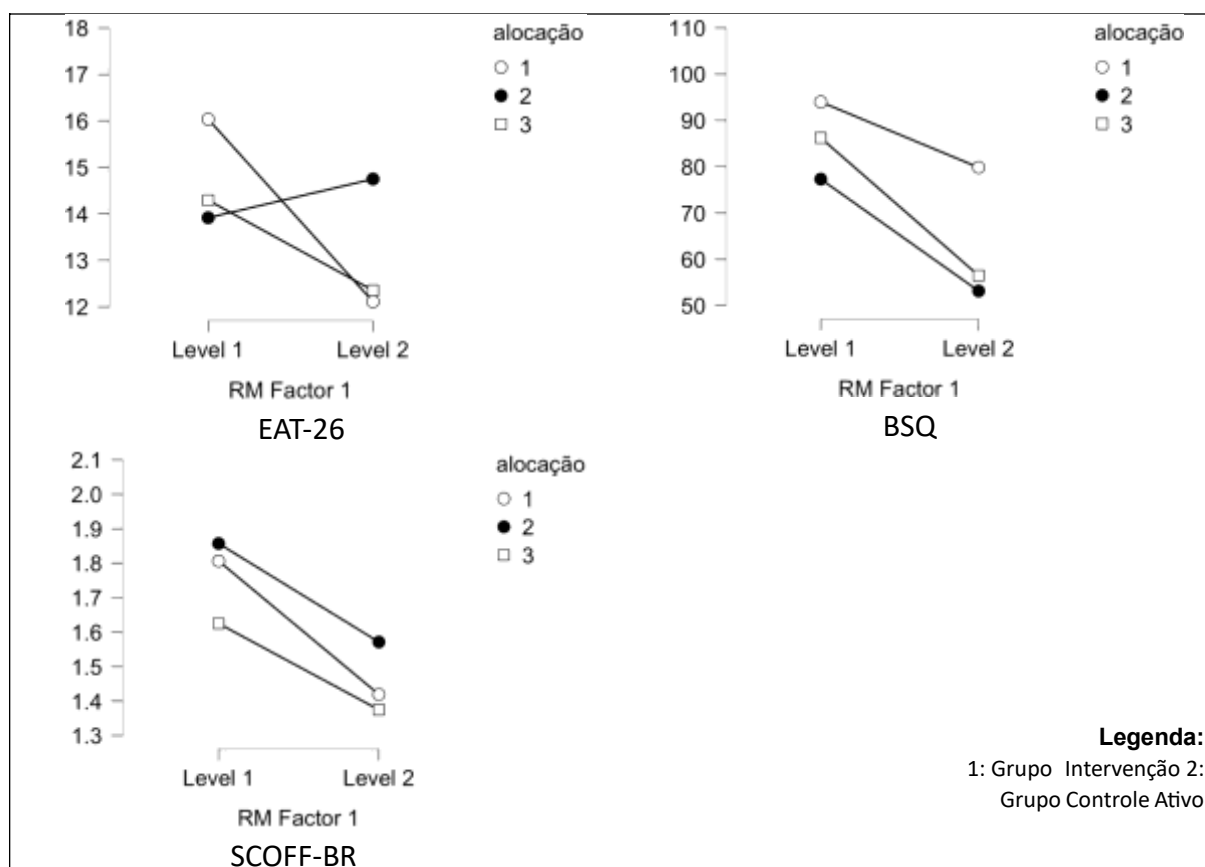 18
17
16
15
14
13
12
Level 1 Level 2
RM Factor 1
alocação
1
2
3
EAT-26
110
100
90
80
70
60
50
Level 1 Level 2
RM Factor 1
alocação
1
2
3
BSQ
2.1
2.0
1.9
1.8
1.7
1.6
1.5
1.4
1.3
Level 1 Level 2
RM Factor 1
alocação
1
2
3
SCOFF-BR
Legenda:
1: Grupo Intervenção 2:
Grupo Controle Ativo